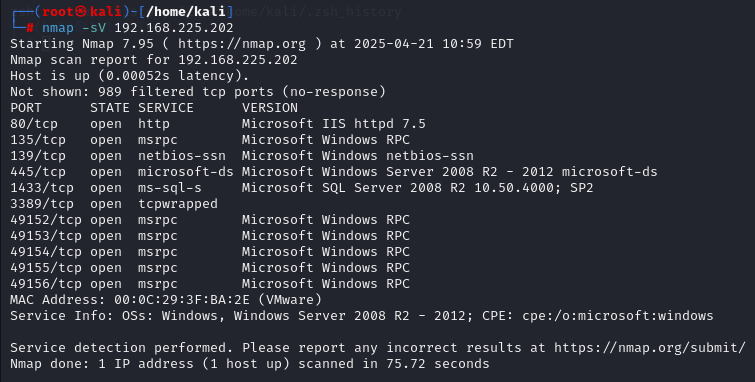 ┌──(root㉿kali)-[/home/kali]/home/kali/.zsh_history
└─# nmap -sV 192.168.225.202
Starting Nmap 7.95 ( https://nmap.org ) at 2025-04-21 10:59 EDT
Nmap scan report for 192.168.225.202
Host is up (0.00052s latency).
Not shown: 989 filtered tcp ports (no-response)
PORT      STATE SERVICE      VERSION
80/tcp    open  http         Microsoft IIS httpd 7.5
135/tcp   open  msrpc        Microsoft Windows RPC
139/tcp   open  netbios-ssn  Microsoft Windows netbios-ssn
445/tcp   open  microsoft-ds Microsoft Windows Server 2008 R2 - 2012 microsoft-ds
1433/tcp  open  ms-sql-s     Microsoft SQL Server 2008 R2 10.50.4000; SP2
3389/tcp  open  tcpwrapped
49152/tcp open  msrpc        Microsoft Windows RPC
49153/tcp open  msrpc        Microsoft Windows RPC
49154/tcp open  msrpc        Microsoft Windows RPC
49155/tcp open  msrpc        Microsoft Windows RPC
49156/tcp open  msrpc        Microsoft Windows RPC
MAC Address: 00:0C:29:3F:BA:2E (VMware)
Service Info: OSs: Windows, Windows Server 2008 R2 - 2012; CPE: cpe:/o:microsoft:windows

Service detection performed. Please report any incorrect results at https://nmap.org/submit/
Nmap done: 1 IP address (1 host up) scanned in 75.72 seconds